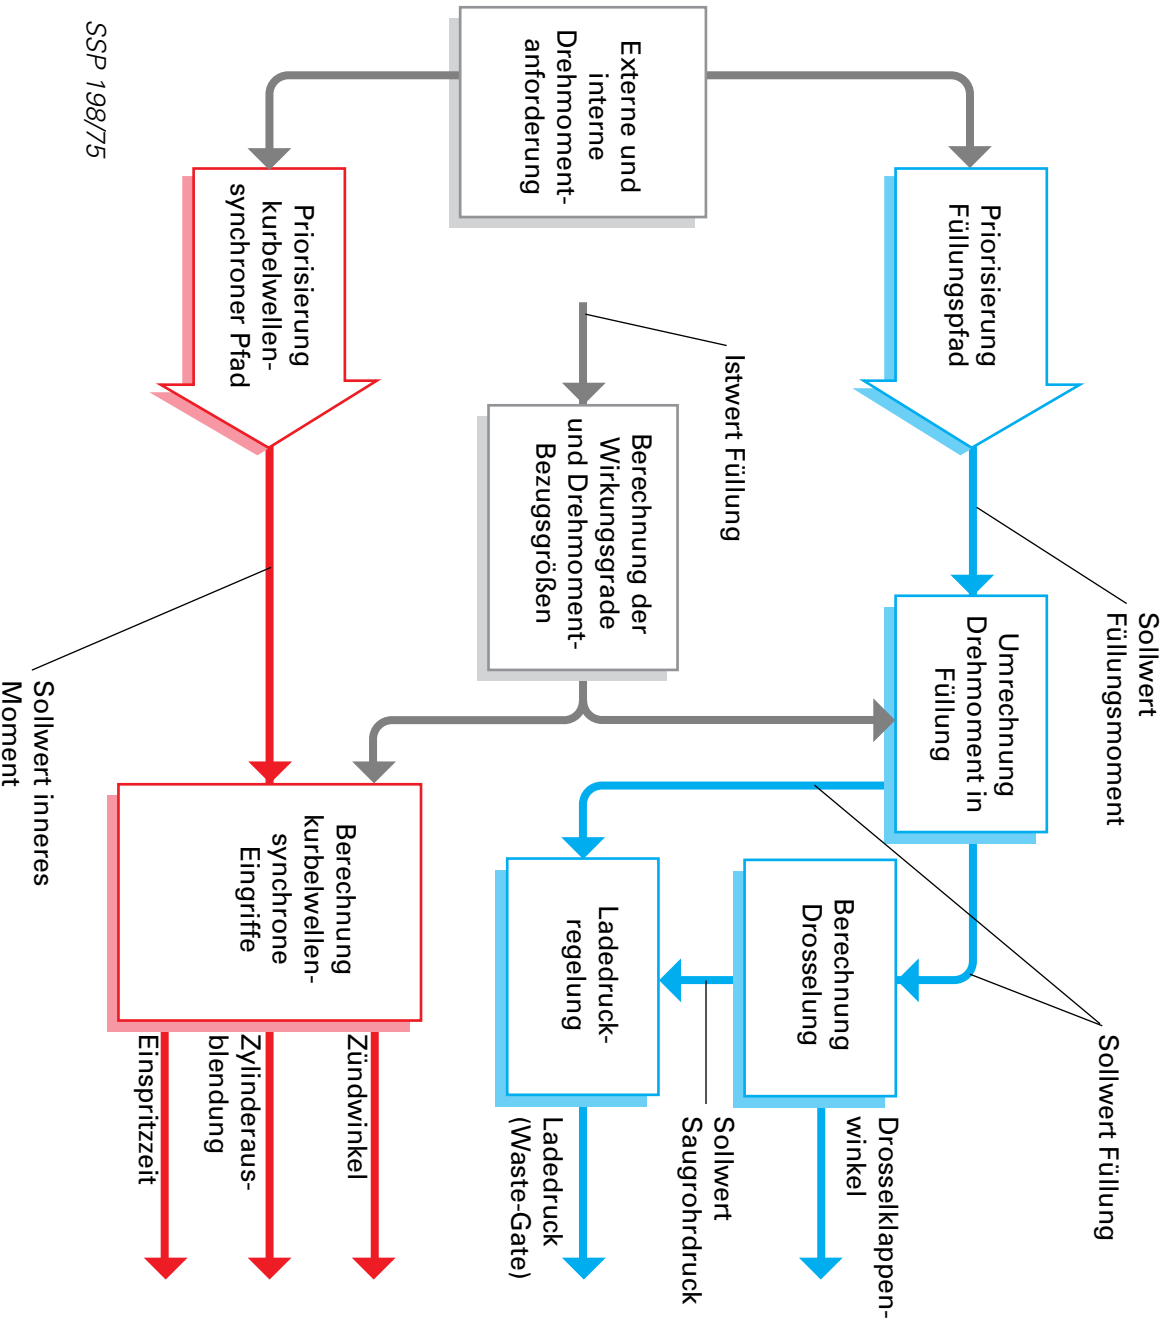 Externe und
interne
Drehmoment-
anforderung
Priorisierung
Füllungspfad
Sollwert
Füllungsmoment
Umrechnung
Drehmoment in
Füllung
Sollwert Füllung
Berechnung
Drosselung
Drosselklappen-
winkel
Sollwert
Saugrohrdruck
Ladedruck-
regelung
Ladedruck
(Waste-Gate)
Istwert Füllung
Berechnung der
Wirkungsgrade
und Drehmoment-
Bezugsgrößen
Priorisierung
kurbelwellen-
synchroner Pfad
Sollwert inneres
Moment
Berechnung
kurbelwellen-
synchrone
Eingriffe
Zündwinkel
Zylinderaus-
blendung
Einspritzzeit
SSP 198/75